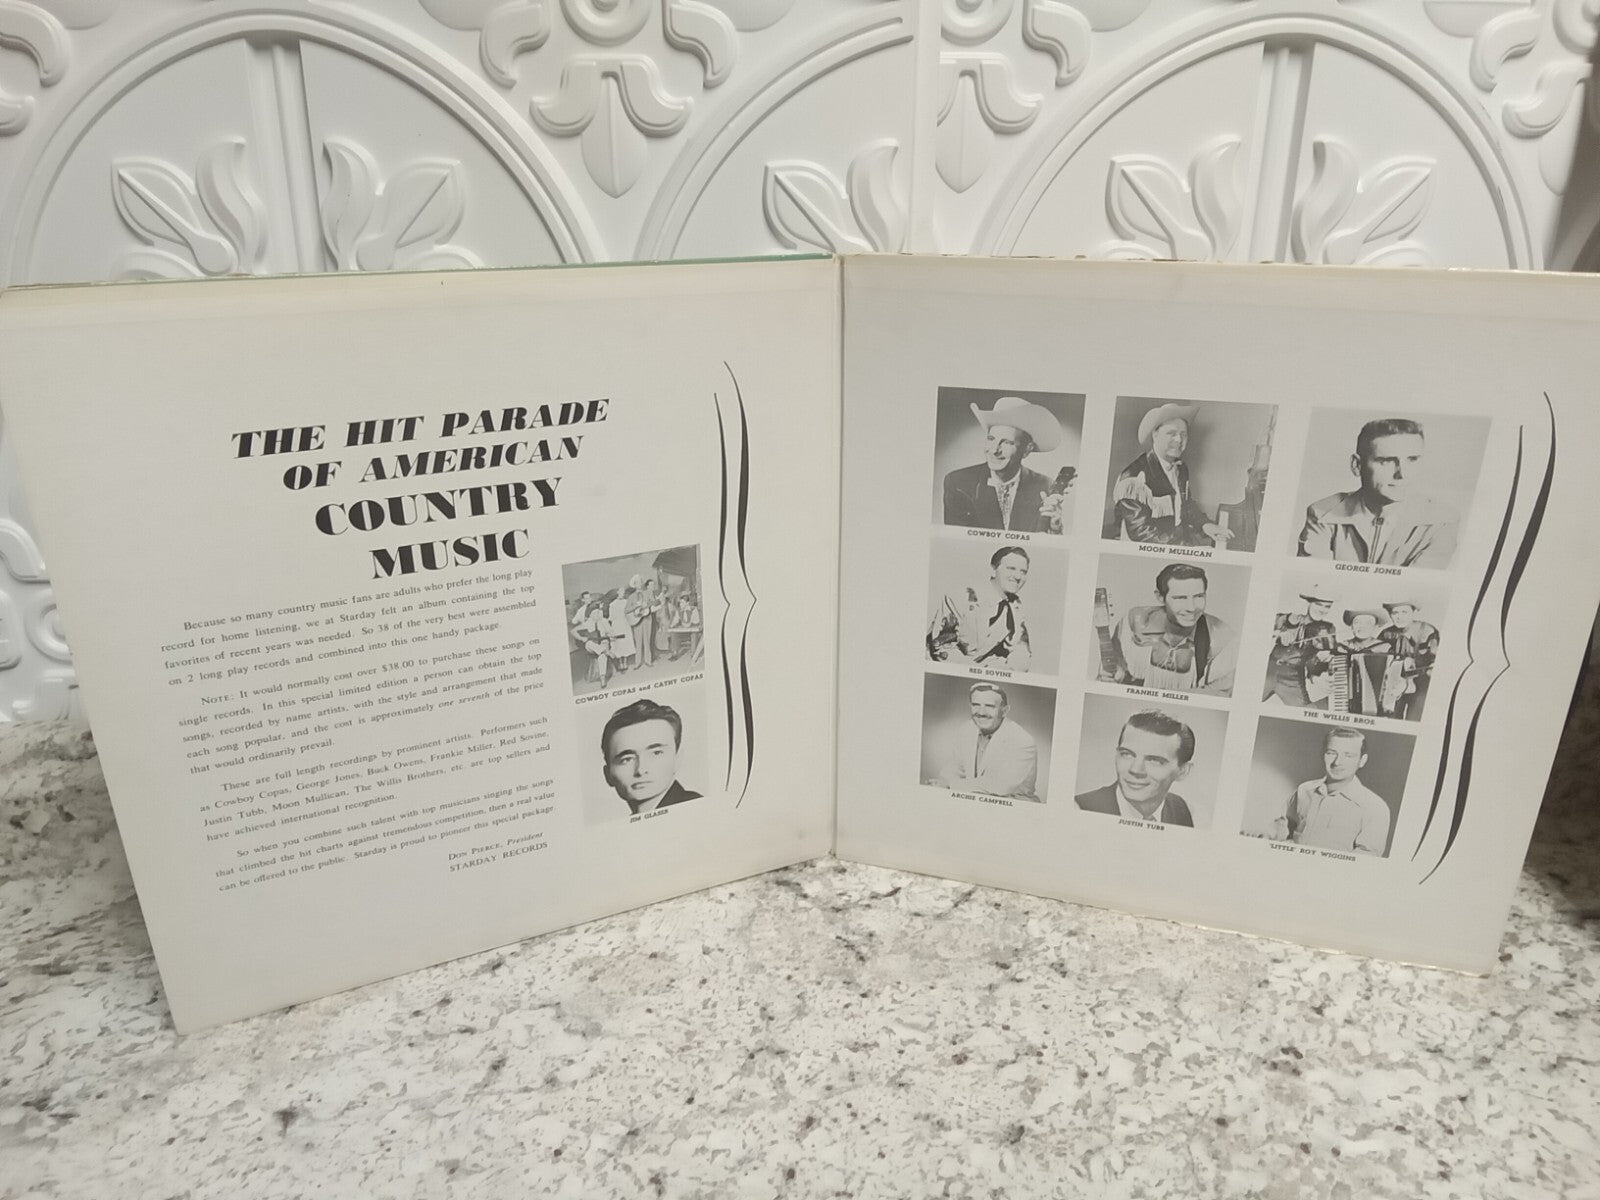 THE HIT PARADE
OF AMERICAN
COUNTRY
MUSIC
Because so many country music fans are adults who prefer the long play
record for home listening, we at Starday felt an album containing the top
favorites of recent years was needed. So 38 of the very best were assembled
on 2 long play records and combined into this one handy package.
NOTE: It would normally cost over $38.00 to purchase these songs on
single records. In this special limited edition a person can obtain the top
songs, recorded by name artists, with the style and arrangement that made
each song popular, and the cost is approximately one seventh of the price
that would ordinarily prevail.
These are full length recordings by prominent artists. Performers such
as Cowboy Copas, George Jones, Buck Owens, Frankie Miller, Red Sovine,
Justin Tubb, Moon Mullican, The Willis Brothers, etc. are top sellers and
have achieved international recognition.
So when you combine such talent with top musicians singing the songs
that climbed the hit charts against tremendous competition, then a real value
can be offered to the public. Starday is proud to pioneer this special package.
DON PIERCE, President
STARDAY RECORDS
COWBOY COPAS and CATHY COPAS
JIM GLASER
COWBOY COPAS
MOON MULLICAN
GEORGE JONES
RED SOVINE
FRANKIE MILLER
THE WILLIS BROS.
ARCHIE CAMPBELL
JUSTIN TUBB
'LITTLE' ROY WIGGINS